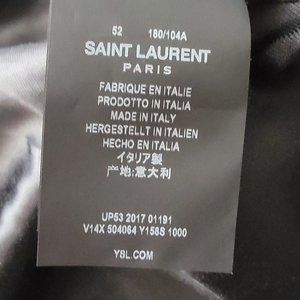 52 180/104A
SAINT LAURENT
PARIS
FABRIQUE EN ITALIE
PRODOTTO IN ITALIA
MADE IN ITALY
HERGESTELLT IN ITALIEN
HECHO EN ITALIA
イタリア製
产地:意大利
UP53 2017 01191
V14X 504064 Y158S 1000
YSL.COM